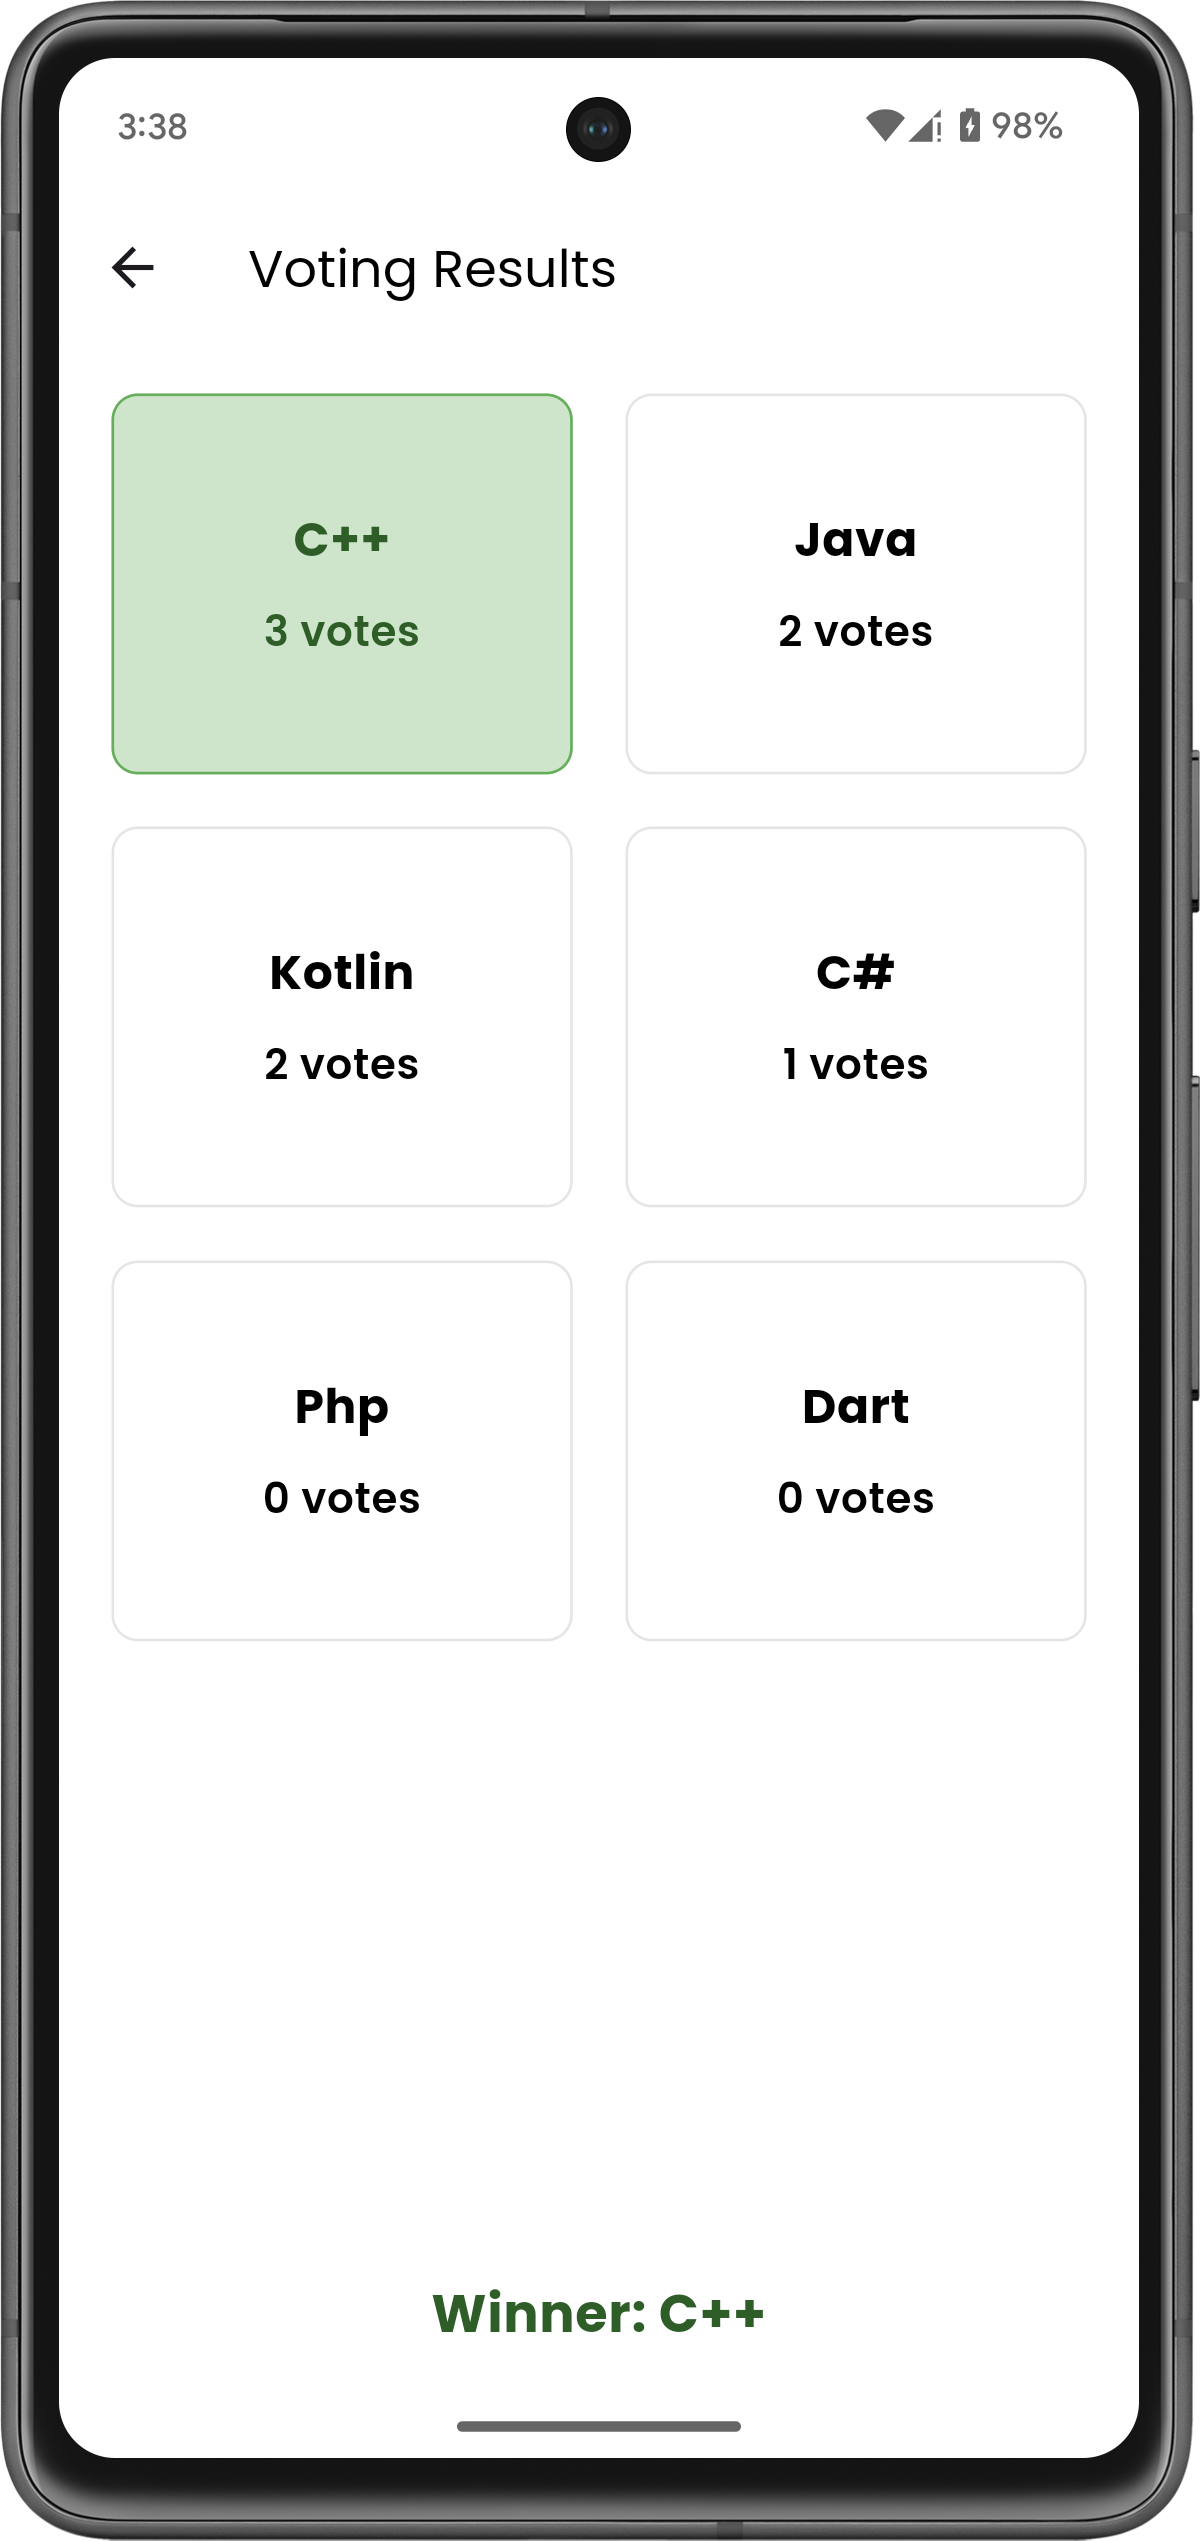 3:38
98%
Voting Results
C++
3 votes
Java
2 votes
Kotlin
2 votes
C#
1 votes
Php
0 votes
Dart
0 votes
Winner: C++